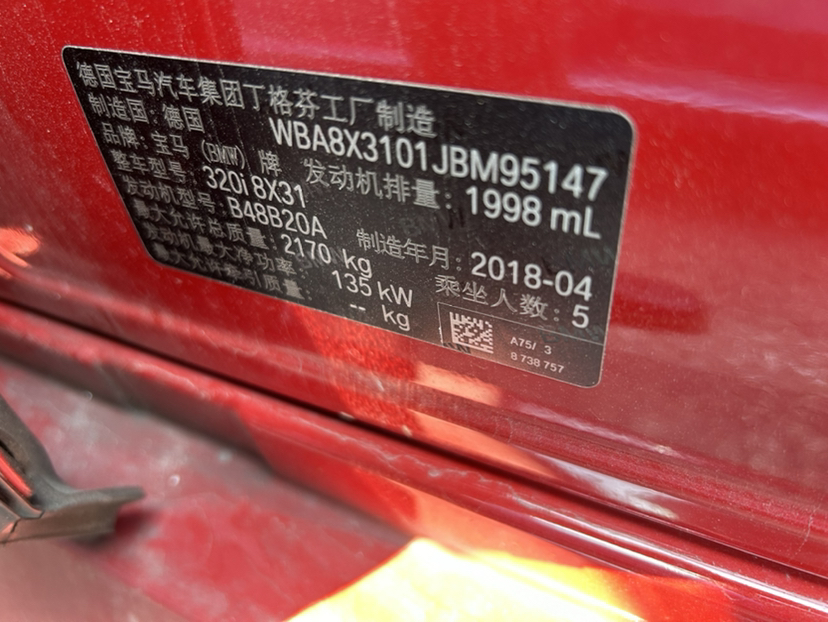 德国宝马汽车集团丁格芬工厂制造
制造国：德国
WBA8X3101JBM95147
品牌：宝马（BMW）牌
发动机排量：1998 mL
整车型号：320i 8X31
发动机型号：B48B20A
制造年月：2018-04
最大允许总质量：2170 kg
乘坐人数：5
发动机最大净功率：135 kW
最大允许牵引质量：-- kg
A75/ 3
8 738 757